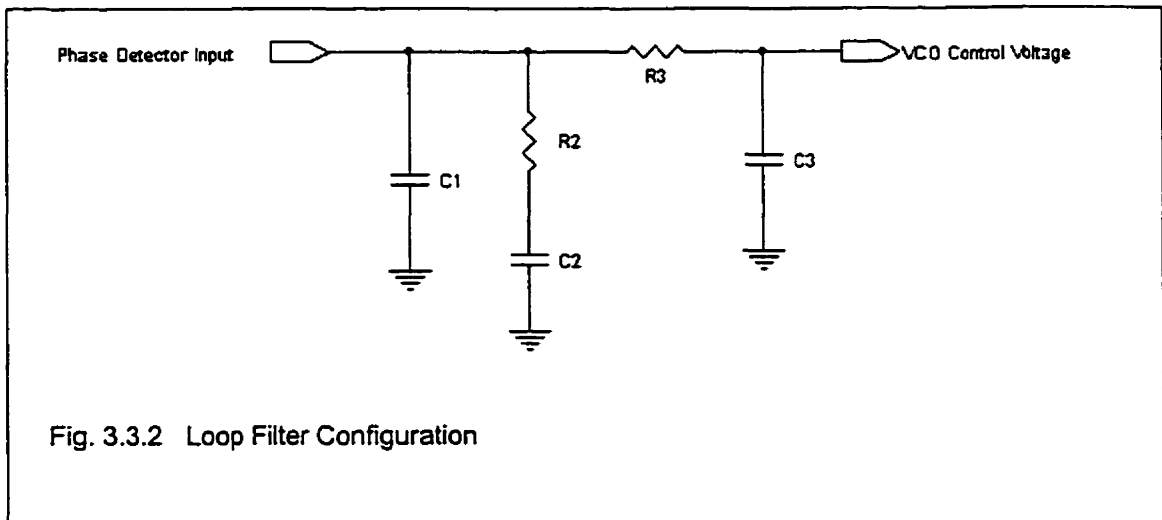 Phase Detector Input
VCO Control Voltage
R3
R2
C1
C3
C2
Fig. 3.3.2 Loop Filter Configuration